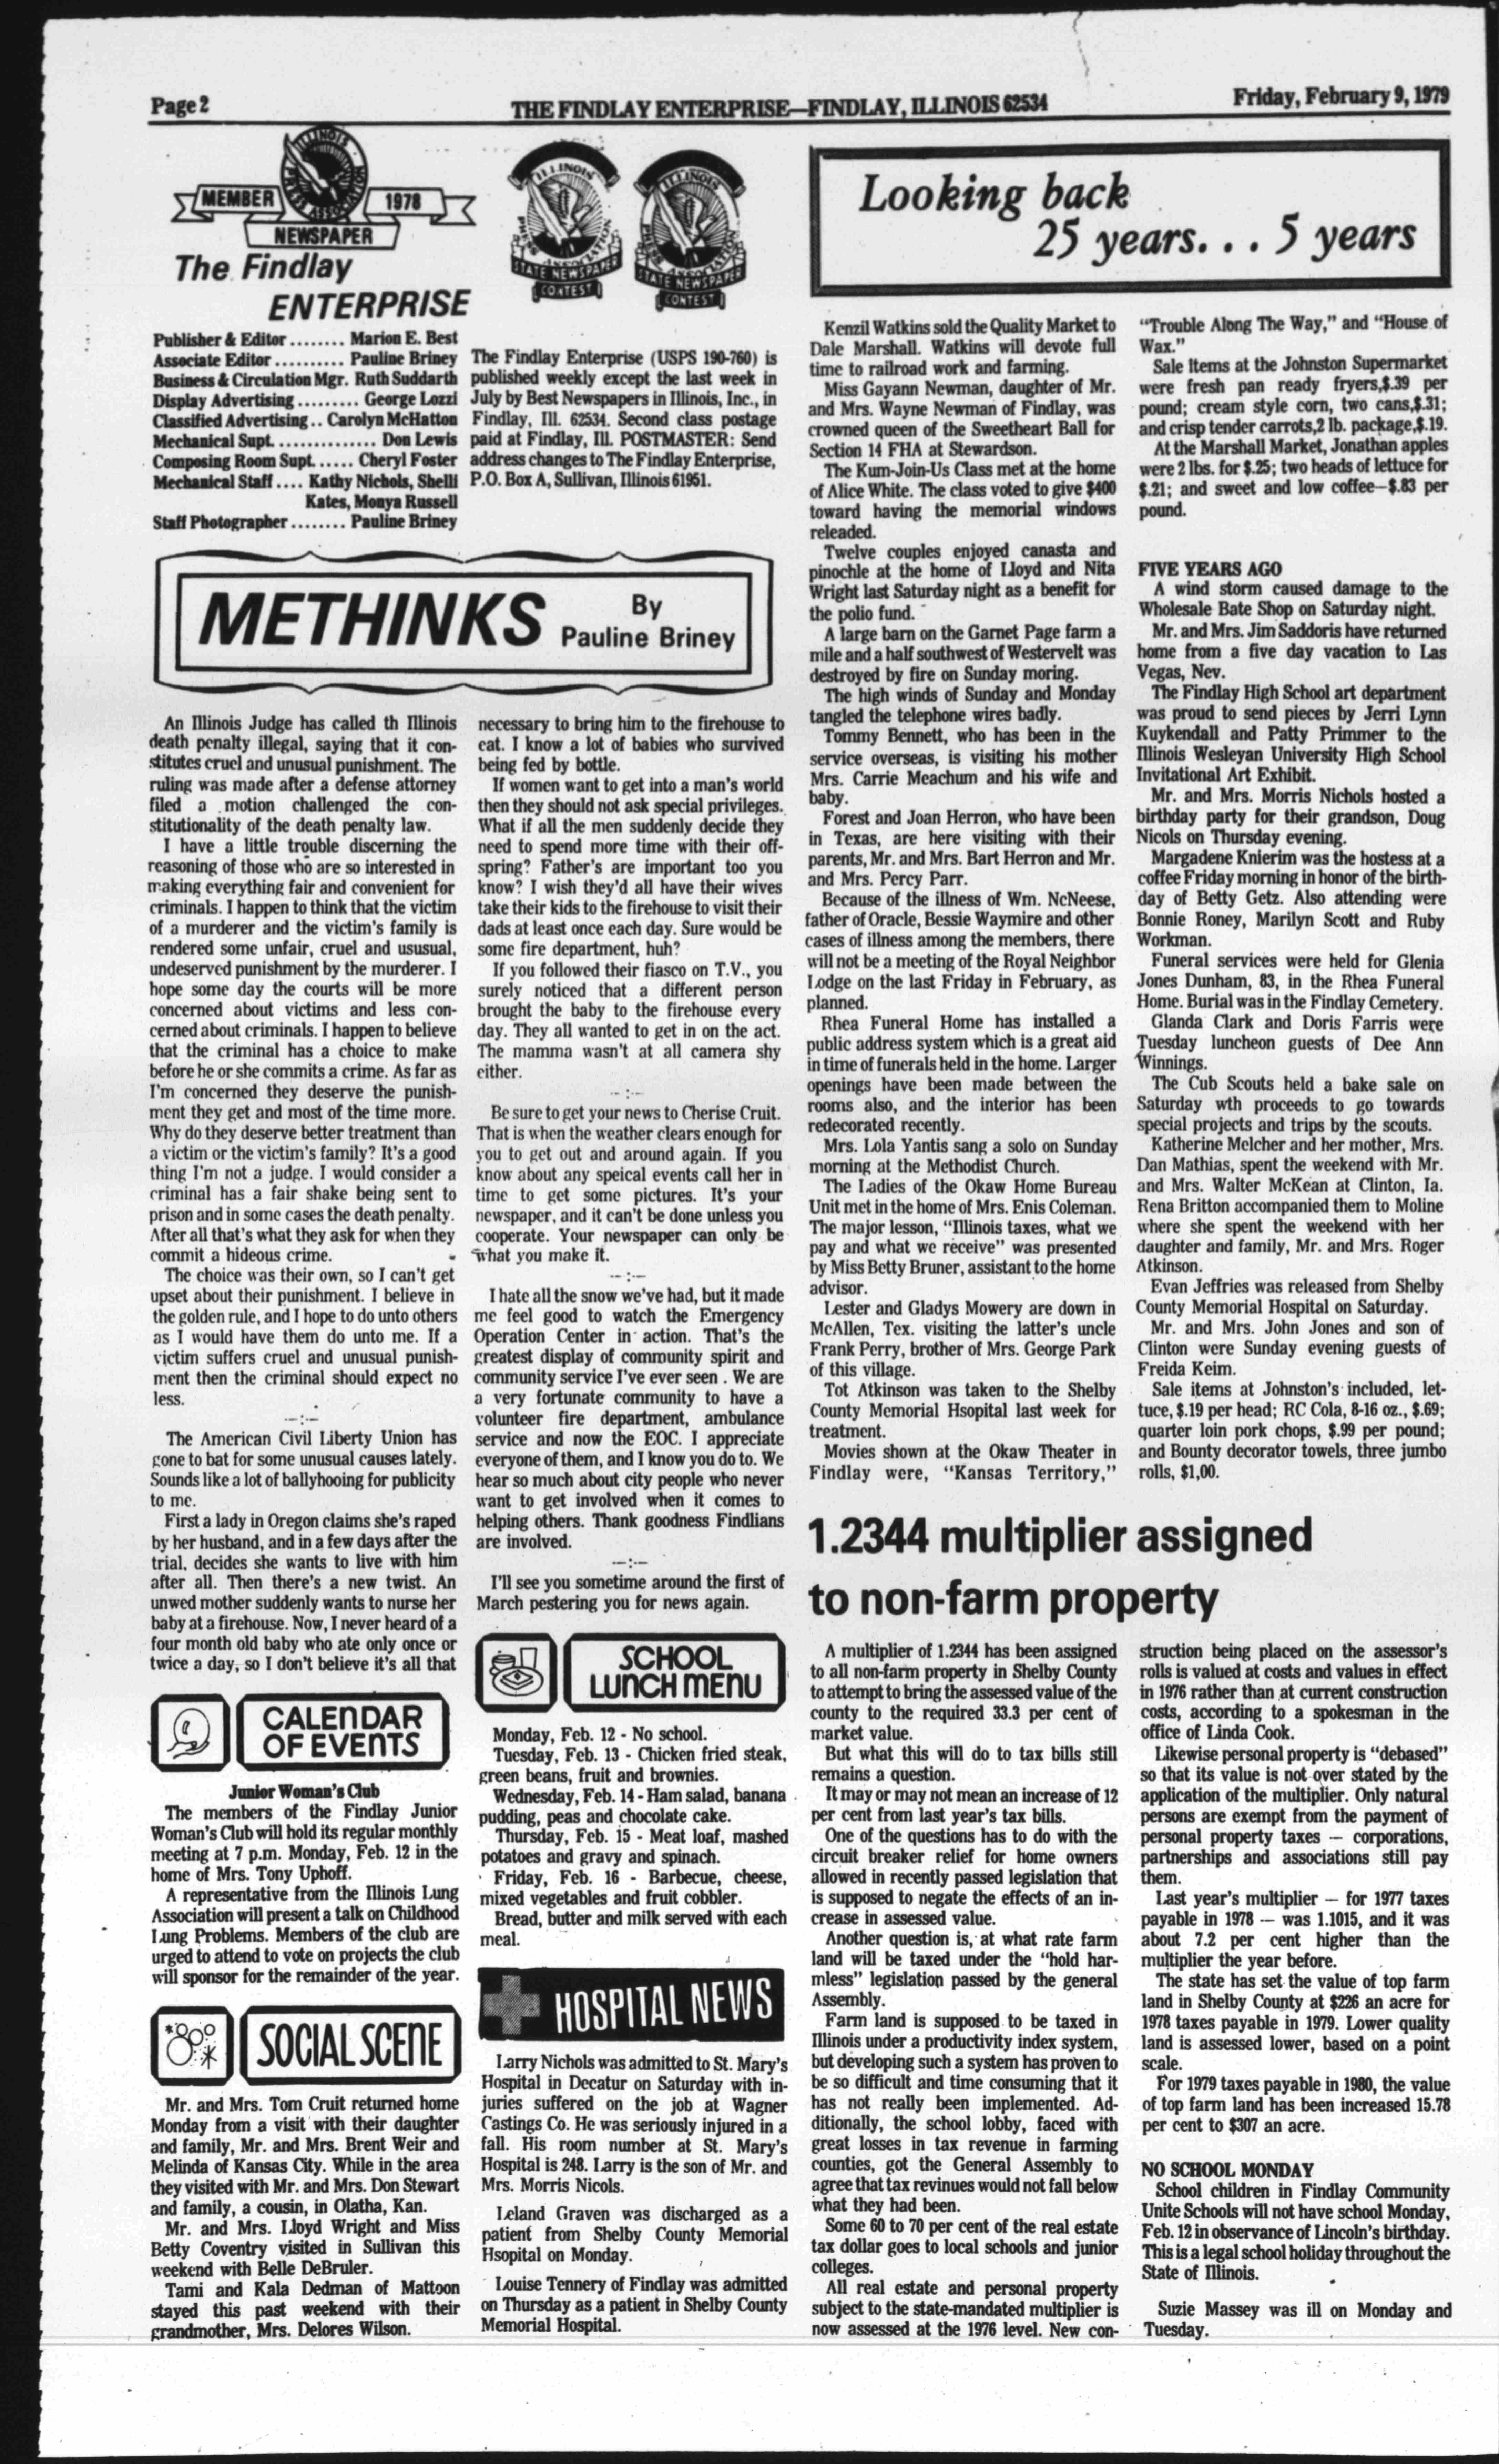 Page 2
THE FINDLAY ENTERPRISE—FINDLAY, ILLINOIS 62534
Friday, February 9, 1979
ILLINOIS
PRESS ASSOCIATION
MEMBER
1978
NEWSPAPER
The Findlay
ENTERPRISE
ILLINOIS
PRESS ASSOCIATION
STATE NEWSPAPER
CONTEST
ILLINOIS
PRESS ASSOCIATION
STATE NEWSPAPER
CONTEST
Publisher & Editor ........ Marion E. Best
Associate Editor .......... Pauline Briney
Business & Circulation Mgr. Ruth Suddarth
Display Advertising ......... George Lozzi
Classified Advertising .. Carolyn McHatton
Mechanical Supt. .............. Don Lewis
Composing Room Supt. ..... Cheryl Foster
Mechanical Staff .... Kathy Nichols, Shelli
Kates, Monya Russell
Staff Photographer ........ Pauline Briney
The Findlay Enterprise (USPS 190-760) is
published weekly except the last week in
July by Best Newspapers in Illinois, Inc., in
Findlay, Ill. 62534. Second class postage
paid at Findlay, Ill. POSTMASTER: Send
address changes to The Findlay Enterprise,
P.O. Box A, Sullivan, Illinois 61951.
METHINKS
By
Pauline Briney
An Illinois Judge has called th Illinois
death penalty illegal, saying that it con-
stitutes cruel and unusual punishment. The
ruling was made after a defense attorney
filed a motion challenged the con-
stitutionality of the death penalty law.
I have a little trouble discerning the
reasoning of those who are so interested in
making everything fair and convenient for
criminals. I happen to think that the victim
of a murderer and the victim's family is
rendered some unfair, cruel and ususual,
undeserved punishment by the murderer. I
hope some day the courts will be more
concerned about victims and less con-
cerned about criminals. I happen to believe
that the criminal has a choice to make
before he or she commits a crime. As far as
I'm concerned they deserve the punish-
ment they get and most of the time more.
Why do they deserve better treatment than
a victim or the victim's family? It's a good
thing I'm not a judge. I would consider a
criminal has a fair shake being sent to
prison and in some cases the death penalty.
After all that's what they ask for when they
commit a hideous crime.
The choice was their own, so I can't get
upset about their punishment. I believe in
the golden rule, and I hope to do unto others
as I would have them do unto me. If a
victim suffers cruel and unusual punish-
ment then the criminal should expect no
less.
--:--
The American Civil Liberty Union has
gone to bat for some unusual causes lately.
Sounds like a lot of ballyhooing for publicity
to me.
First a lady in Oregon claims she's raped
by her husband, and in a few days after the
trial, decides she wants to live with him
after all. Then there's a new twist. An
unwed mother suddenly wants to nurse her
baby at a firehouse. Now, I never heard of a
four month old baby who ate only once or
twice a day, so I don't believe it's all that
necessary to bring him to the firehouse to
eat. I know a lot of babies who survived
being fed by bottle.
If women want to get into a man's world
then they should not ask special privileges.
What if all the men suddenly decide they
need to spend more time with their off-
spring? Father's are important too you
know? I wish they'd all have their wives
take their kids to the firehouse to visit their
dads at least once each day. Sure would be
some fire department, huh?
If you followed their fiasco on T.V., you
surely noticed that a different person
brought the baby to the firehouse every
day. They all wanted to get in on the act.
The mamma wasn't at all camera shy
either.
--:--
Be sure to get your news to Cherise Cruit.
That is when the weather clears enough for
you to get out and around again. If you
know about any speical events call her in
time to get some pictures. It's your
newspaper, and it can't be done unless you
cooperate. Your newspaper can only be
what you make it.
--:--
I hate all the snow we've had, but it made
me feel good to watch the Emergency
Operation Center in action. That's the
greatest display of community spirit and
community service I've ever seen . We are
a very fortunate community to have a
volunteer fire department, ambulance
service and now the EOC. I appreciate
everyone of them, and I know you do to. We
hear so much about city people who never
want to get involved when it comes to
helping others. Thank goodness Findlians
are involved.
--:--
I'll see you sometime around the first of
March pestering you for news again.
CALENDAR
OF EVENTS
Junior Woman's Club
The members of the Findlay Junior
Woman's Club will hold its regular monthly
meeting at 7 p.m. Monday, Feb. 12 in the
home of Mrs. Tony Uphoff.
A representative from the Illinois Lung
Association will present a talk on Childhood
Lung Problems. Members of the club are
urged to attend to vote on projects the club
will sponsor for the remainder of the year.
SOCIAL SCENE
Mr. and Mrs. Tom Cruit returned home
Monday from a visit with their daughter
and family, Mr. and Mrs. Brent Weir and
Melinda of Kansas City. While in the area
they visited with Mr. and Mrs. Don Stewart
and family, a cousin, in Olatha, Kan.
Mr. and Mrs. Lloyd Wright and Miss
Betty Coventry visited in Sullivan this
weekend with Belle DeBruler.
Tami and Kala Dedman of Mattoon
stayed this past weekend with their
grandmother, Mrs. Delores Wilson.
SCHOOL
LUNCH MENU
Monday, Feb. 12 - No school.
Tuesday, Feb. 13 - Chicken fried steak,
green beans, fruit and brownies.
Wednesday, Feb. 14 - Ham salad, banana
pudding, peas and chocolate cake.
Thursday, Feb. 15 - Meat loaf, mashed
potatoes and gravy and spinach.
Friday, Feb. 16 - Barbecue, cheese,
mixed vegetables and fruit cobbler.
Bread, butter and milk served with each
meal.
HOSPITAL NEWS
Larry Nichols was admitted to St. Mary's
Hospital in Decatur on Saturday with in-
juries suffered on the job at Wagner
Castings Co. He was seriously injured in a
fall. His room number at St. Mary's
Hospital is 248. Larry is the son of Mr. and
Mrs. Morris Nicols.
Leland Graven was discharged as a
patient from Shelby County Memorial
Hsopital on Monday.
Louise Tennery of Findlay was admitted
on Thursday as a patient in Shelby County
Memorial Hospital.
Looking back
25 years. . . 5 years
Kenzil Watkins sold the Quality Market to
Dale Marshall. Watkins will devote full
time to railroad work and farming.
Miss Gayann Newman, daughter of Mr.
and Mrs. Wayne Newman of Findlay, was
crowned queen of the Sweetheart Ball for
Section 14 FHA at Stewardson.
The Kum-Join-Us Class met at the home
of Alice White. The class voted to give $400
toward having the memorial windows
releaded.
Twelve couples enjoyed canasta and
pinochle at the home of Lloyd and Nita
Wright last Saturday night as a benefit for
the polio fund.
A large barn on the Garnet Page farm a
mile and a half southwest of Westervelt was
destroyed by fire on Sunday moring.
The high winds of Sunday and Monday
tangled the telephone wires badly.
Tommy Bennett, who has been in the
service overseas, is visiting his mother
Mrs. Carrie Meachum and his wife and
baby.
Forest and Joan Herron, who have been
in Texas, are here visiting with their
parents, Mr. and Mrs. Bart Herron and Mr.
and Mrs. Percy Parr.
Because of the illness of Wm. NcNeese,
father of Oracle, Bessie Waymire and other
cases of illness among the members, there
will not be a meeting of the Royal Neighbor
Lodge on the last Friday in February, as
planned.
Rhea Funeral Home has installed a
public address system which is a great aid
in time of funerals held in the home. Larger
openings have been made between the
rooms also, and the interior has been
redecorated recently.
Mrs. Lola Yantis sang a solo on Sunday
morning at the Methodist Church.
The Ladies of the Okaw Home Bureau
Unit met in the home of Mrs. Enis Coleman.
The major lesson, "Illinois taxes, what we
pay and what we receive" was presented
by Miss Betty Bruner, assistant to the home
advisor.
Lester and Gladys Mowery are down in
McAllen, Tex. visiting the latter's uncle
Frank Perry, brother of Mrs. George Park
of this village.
Tot Atkinson was taken to the Shelby
County Memorial Hsopital last week for
treatment.
Movies shown at the Okaw Theater in
Findlay were, "Kansas Territory,"
"Trouble Along The Way," and "House of
Wax."
Sale Items at the Johnston Supermarket
were fresh pan ready fryers,$.39 per
pound; cream style corn, two cans,$.31;
and crisp tender carrots,2 lb. package,$.19.
At the Marshall Market, Jonathan apples
were 2 lbs. for $.25; two heads of lettuce for
$.21; and sweet and low coffee—$.83 per
pound.
FIVE YEARS AGO
A wind storm caused damage to the
Wholesale Bate Shop on Saturday night.
Mr. and Mrs. Jim Saddoris have returned
home from a five day vacation to Las
Vegas, Nev.
The Findlay High School art department
was proud to send pieces by Jerri Lynn
Kuykendall and Patty Primmer to the
Illinois Wesleyan University High School
Invitational Art Exhibit.
Mr. and Mrs. Morris Nichols hosted a
birthday party for their grandson, Doug
Nicols on Thursday evening.
Margadene Knierim was the hostess at a
coffee Friday morning in honor of the birth-
day of Betty Getz. Also attending were
Bonnie Roney, Marilyn Scott and Ruby
Workman.
Funeral services were held for Glenia
Jones Dunham, 83, in the Rhea Funeral
Home. Burial was in the Findlay Cemetery.
Glanda Clark and Doris Farris were
Tuesday luncheon guests of Dee Ann
Winnings.
The Cub Scouts held a bake sale on
Saturday wth proceeds to go towards
special projects and trips by the scouts.
Katherine Melcher and her mother, Mrs.
Dan Mathias, spent the weekend with Mr.
and Mrs. Walter McKean at Clinton, Ia.
Rena Britton accompanied them to Moline
where she spent the weekend with her
daughter and family, Mr. and Mrs. Roger
Atkinson.
Evan Jeffries was released from Shelby
County Memorial Hospital on Saturday.
Mr. and Mrs. John Jones and son of
Clinton were Sunday evening guests of
Freida Keim.
Sale items at Johnston's included, let-
tuce, $.19 per head; RC Cola, 8-16 oz., $.69;
quarter loin pork chops, $.99 per pound;
and Bounty decorator towels, three jumbo
rolls, $1,00.
1.2344 multiplier assigned
to non-farm property
A multiplier of 1.2344 has been assigned
to all non-farm property in Shelby County
to attempt to bring the assessed value of the
county to the required 33.3 per cent of
market value.
But what this will do to tax bills still
remains a question.
It may or may not mean an increase of 12
per cent from last year's tax bills.
One of the questions has to do with the
circuit breaker relief for home owners
allowed in recently passed legislation that
is supposed to negate the effects of an in-
crease in assessed value.
Another question is, at what rate farm
land will be taxed under the "hold har-
mless" legislation passed by the general
Assembly.
Farm land is supposed to be taxed in
Illinois under a productivity index system,
but developing such a system has proven to
be so difficult and time consuming that it
has not really been implemented. Ad-
ditionally, the school lobby, faced with
great losses in tax revenue in farming
counties, got the General Assembly to
agree that tax revinues would not fall below
what they had been.
Some 60 to 70 per cent of the real estate
tax dollar goes to local schools and junior
colleges.
All real estate and personal property
subject to the state-mandated multiplier is
now assessed at the 1976 level. New con-
struction being placed on the assessor's
rolls is valued at costs and values in effect
in 1976 rather than at current construction
costs, according to a spokesman in the
office of Linda Cook.
Likewise personal property is "debased"
so that its value is not over stated by the
application of the multiplier. Only natural
persons are exempt from the payment of
personal property taxes — corporations,
partnerships and associations still pay
them.
Last year's multiplier — for 1977 taxes
payable in 1978 — was 1.1015, and it was
about 7.2 per cent higher than the
multiplier the year before.
The state has set the value of top farm
land in Shelby County at $226 an acre for
1978 taxes payable in 1979. Lower quality
land is assessed lower, based on a point
scale.
For 1979 taxes payable in 1980, the value
of top farm land has been increased 15.78
per cent to $307 an acre.
NO SCHOOL MONDAY
School children in Findlay Community
Unite Schools will not have school Monday,
Feb. 12 in observance of Lincoln's birthday.
This is a legal school holiday throughout the
State of Illinois.
Suzie Massey was ill on Monday and
Tuesday.